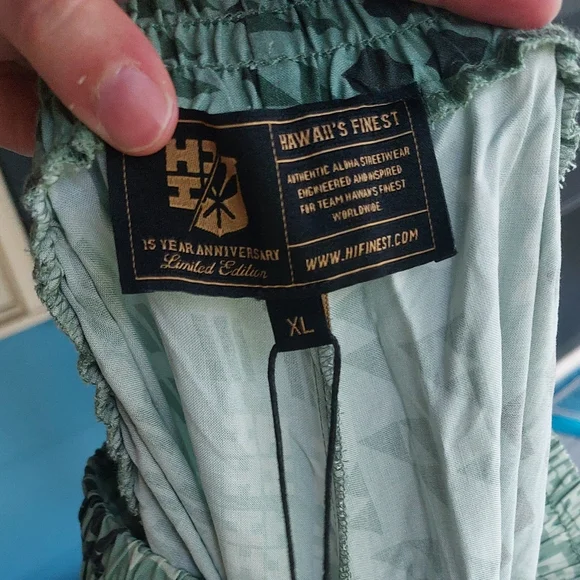 HI
15 YEAR ANNIVERSARY
Limited Edition
HAWAII'S FINEST
AUTHENTIC ALOHA STREETWEAR
ENGINEERED AND INSPIRED
FOR TEAM HAWAII'S FINEST
WORLDWIDE
WWW.HIFINEST.COM
XL